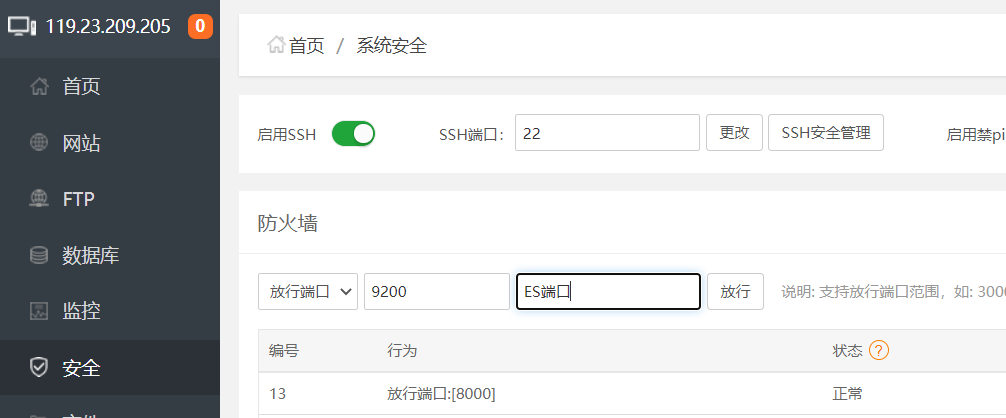 119.23.209.205 0
首页
网站
FTP
数据库
监控
安全
首页 / 系统安全
启用SSH SSH端口： 22 更改 SSH安全管理 启用禁pi
防火墙
放行端口 9200 ES端口 放行 说明: 支持放行端口范围，如: 3000
编号 行为 状态 ?
13 放行端口:[8000] 正常